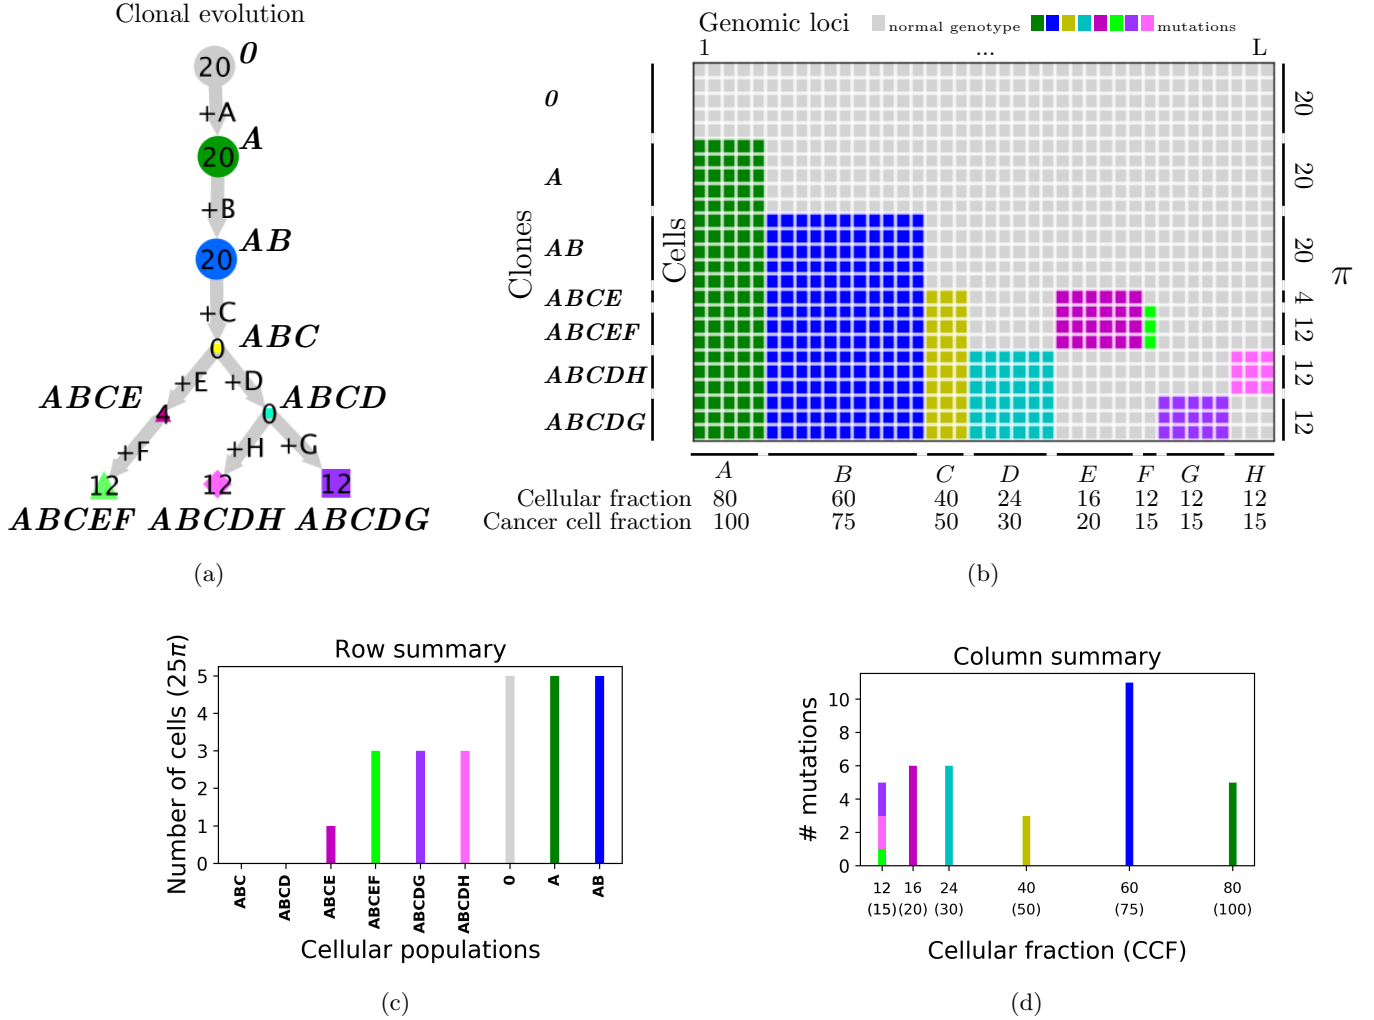 Clonal evolution
20 0
+A
20 A
+B
20 AB
+C
0 ABC
+E +D
ABCE 4 0 ABCD
+F +H +G
12 12 12
ABCEF ABCDH ABCDG
(a)
Genomic loci normal genotype mutations
1 ... L
Clones
Cells
0 20
A 20
AB 20
ABCE 4
ABCEF 12
ABCDH 12
ABCDG 12
π
A B C D E F G H
Cellular fraction 80 60 40 24 16 12 12 12
Cancer cell fraction 100 75 50 30 20 15 15 15
(b)
Row summary
Number of cells (25π)
5
4
3
2
1
0
ABC ABCD ABCE ABCEF ABCDG ABCDH 0 A AB
Cellular populations
(c)
Column summary
# mutations
10
8
6
4
2
0
12 16 24 40 60 80
(15) (20) (30) (50) (75) (100)
Cellular fraction (CCF)
(d)